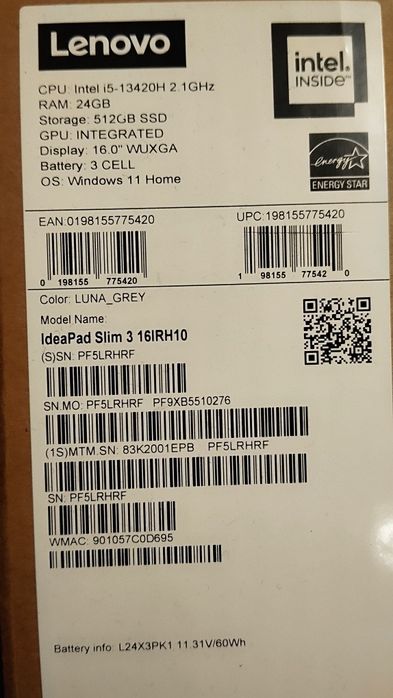 Lenovo
intel.
INSIDE™
CPU: Intel i5-13420H 2.1GHz
RAM: 24GB
Storage: 512GB SSD
GPU: INTEGRATED
Display: 16.0" WUXGA
Battery: 3 CELL
OS: Windows 11 Home
energy
ENERGY STAR
EAN:0198155775420
UPC:198155775420
0 198155 775420
1 98155 77542 0
Color: LUNA_GREY
Model Name:
IdeaPad Slim 3 16IRH10
(S)SN: PF5LRHRF
SN.MO: PF5LRHRF PF9XB5510276
(1S)MTM.SN: 83K2001EPB PF5LRHRF
SN: PF5LRHRF
WMAC: 901057C0D695
Battery info: L24X3PK1 11.31V/60Wh